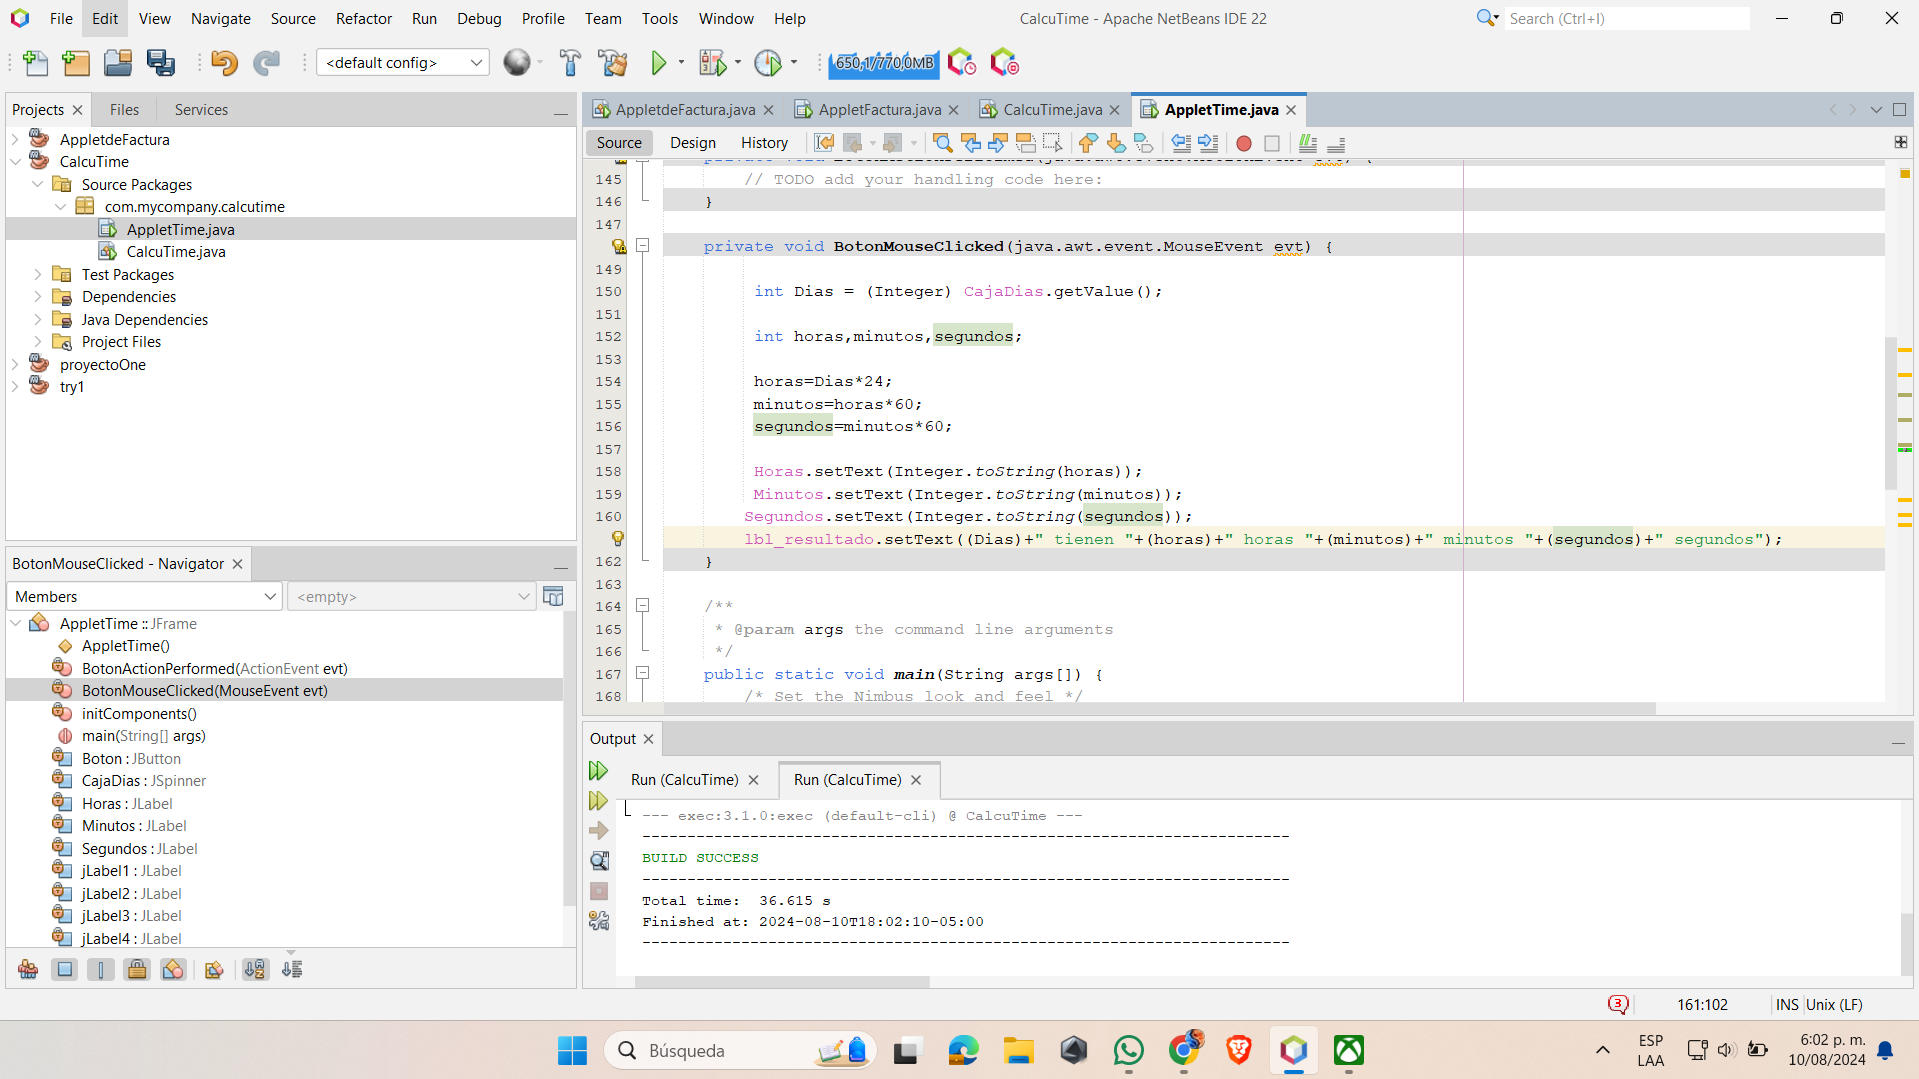 File Edit View Navigate Source Refactor Run Debug Profile Team Tools Window Help
CalcuTime - Apache NetBeans IDE 22
Search (Ctrl+I)
<default config>
650,1/770,0MB
Projects
Files
Services
AppletdeFactura
CalcuTime
Source Packages
com.mycompany.calcutime
AppletTime.java
CalcuTime.java
Test Packages
Dependencies
Java Dependencies
Project Files
proyectoOne
try1
BotonMouseClicked - Navigator
Members
<empty>
AppletTime :: JFrame
AppletTime()
BotonActionPerformed(ActionEvent evt)
BotonMouseClicked(MouseEvent evt)
initComponents()
main(String[] args)
Boton : JButton
CajaDias : JSpinner
Horas : JLabel
Minutos : JLabel
Segundos : JLabel
jLabel1 : JLabel
jLabel2 : JLabel
jLabel3 : JLabel
jLabel4 : JLabel
AppletdeFactura.java
AppletFactura.java
CalcuTime.java
AppletTime.java
Source Design History
145 // TODO add your handling code here:
146 }
147
private void BotonMouseClicked(java.awt.event.MouseEvent evt) {
149
150 int Dias = (Integer) CajaDias.getValue();
151
152 int horas,minutos,segundos;
153
154 horas=Dias*24;
155 minutos=horas*60;
156 segundos=minutos*60;
157
158 Horas.setText(Integer.toString(horas));
159 Minutos.setText(Integer.toString(minutos));
160 Segundos.setText(Integer.toString(segundos));
lbl_resultado.setText((Dias)+" tienen "+(horas)+" horas "+(minutos)+" minutos "+(segundos)+" segundos");
162 }
163
164 /**
165 * @param args the command line arguments
166 */
167 public static void main(String args[]) {
168 /* Set the Nimbus look and feel */
Output
Run (CalcuTime)
Run (CalcuTime)
--- exec:3.1.0:exec (default-cli) @ CalcuTime ---
------------------------------------------------------------------------
BUILD SUCCESS
------------------------------------------------------------------------
Total time:  36.615 s
Finished at: 2024-08-10T18:02:10-05:00
------------------------------------------------------------------------
3
161:102
INS
Unix (LF)
Búsqueda
ESP
LAA
6:02 p. m.
10/08/2024